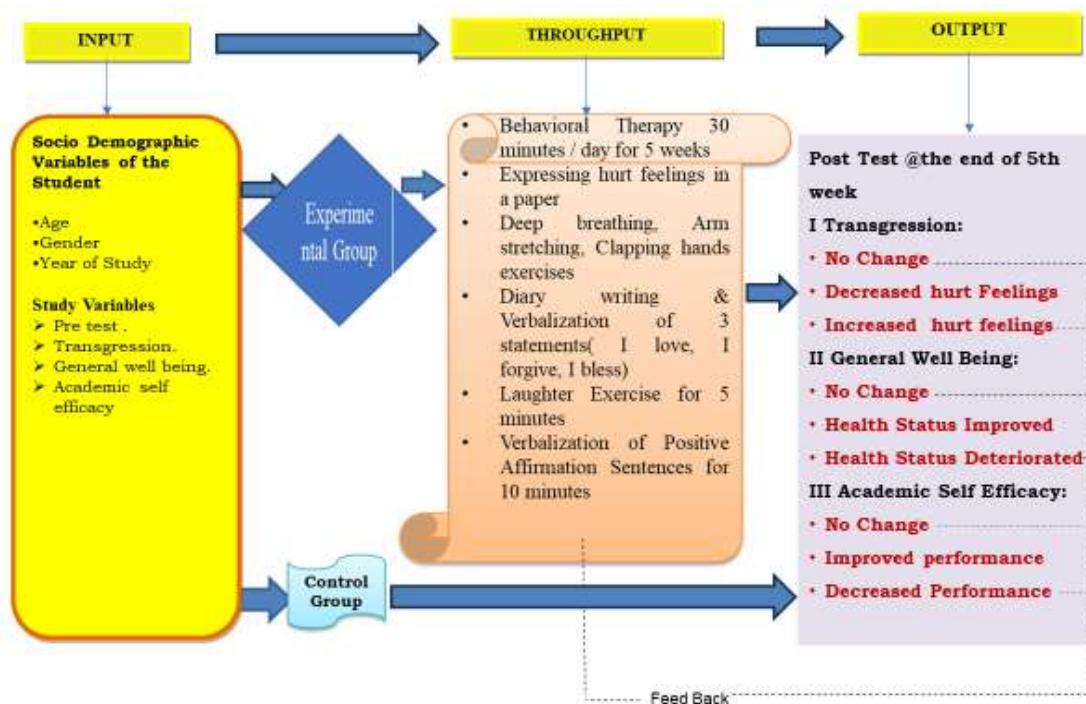 INPUT
THROUGHPUT
OUTPUT
Socio Demographic
Variables of the
Student
•Age
•Gender
•Year of Study
Study Variables
➤ Pre test .
➤ Transgression.
➤ General well being.
➤ Academic self
efficacy
Experime
ntal Group
Control
Group
• Behavioral Therapy 30
minutes / day for 5 weeks
• Expressing hurt feelings in
a paper
• Deep breathing, Arm
stretching, Clapping hands
exercises
• Diary writing &
Verbalization of 3
statements( I love, I
forgive, I bless)
• Laughter Exercise for 5
minutes
• Verbalization of Positive
Affirmation Sentences for
10 minutes
Post Test @the end of 5th
week
I Transgression:
• No Change
• Decreased hurt Feelings
• Increased hurt feelings
II General Well Being:
• No Change
• Health Status Improved
• Health Status Deteriorated
III Academic Self Efficacy:
• No Change
• Improved performance
• Decreased Performance
Feed Back